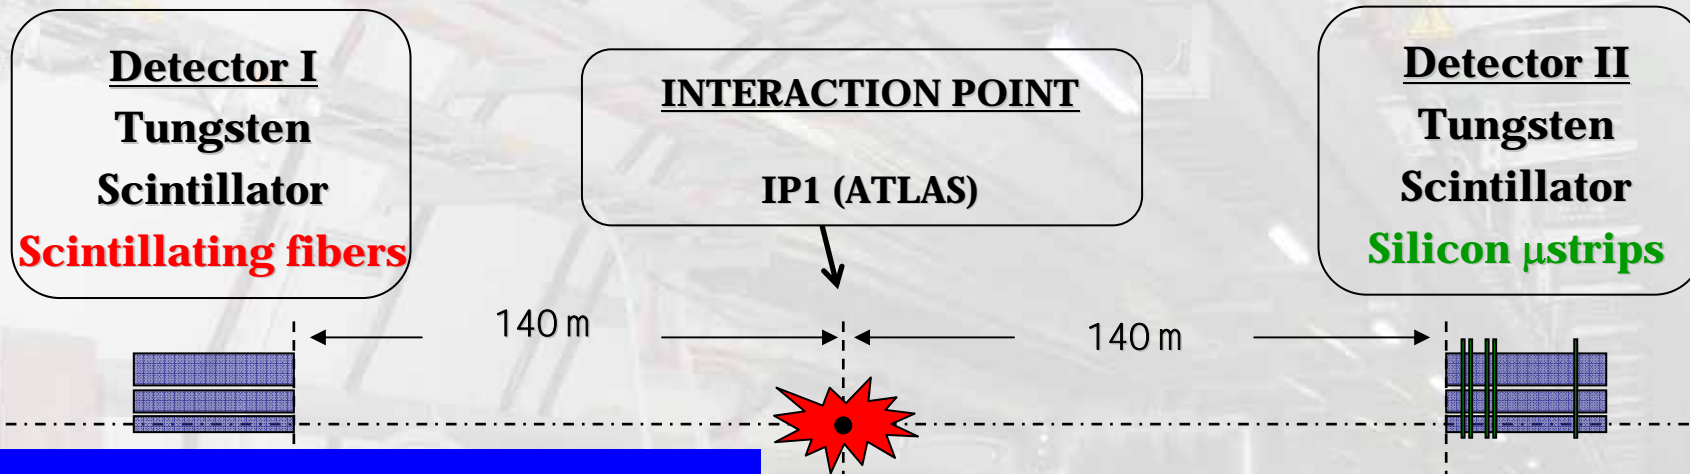 Detector I
Tungsten
Scintillator
Scintillating fibers
INTERACTION POINT
IP1 (ATLAS)
Detector II
Tungsten
Scintillator
Silicon μstrips
140 m
140 m